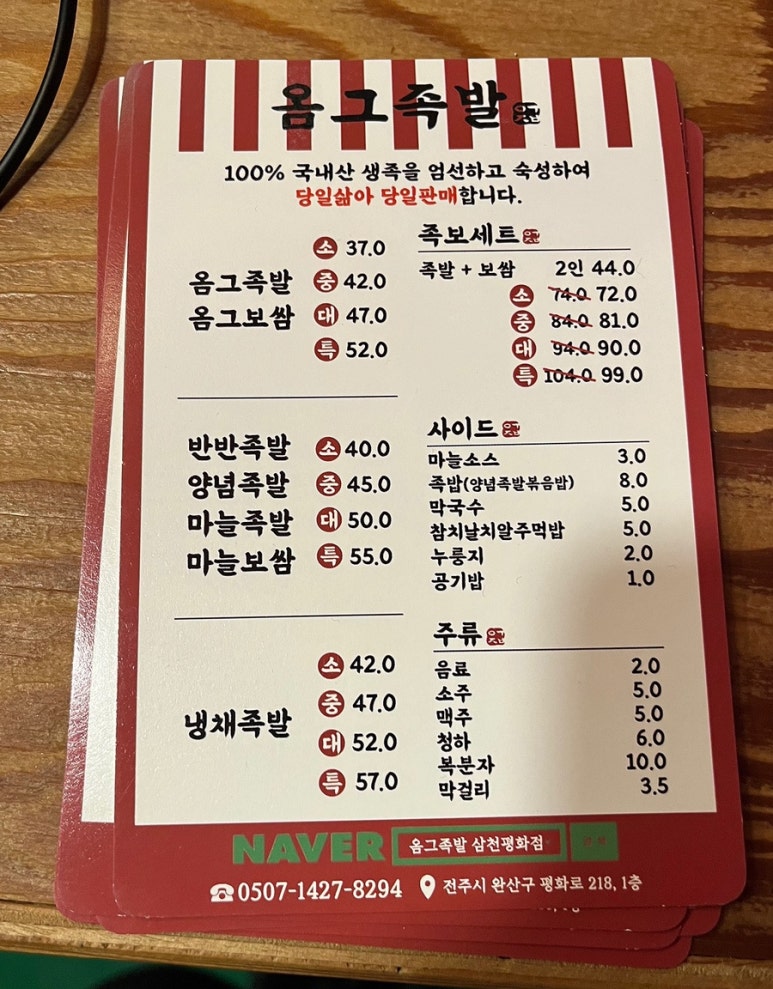 옴그족발
100% 국내산 생족을 엄선하고 숙성하여
당일삶아 당일판매합니다.
옴그족발
옴그보쌈
소 37.0
중 42.0
대 47.0
특 52.0
반반족발
양념족발
마늘족발
마늘보쌈
소 40.0
중 45.0
대 50.0
특 55.0
냉채족발
소 42.0
중 47.0
대 52.0
특 57.0
족보세트
족발 + 보쌈 2인 44.0
소 74.0 72.0
중 84.0 81.0
대 94.0 90.0
특 104.0 99.0
사이드
마늘소스 3.0
족밥(양념족발볶음밥) 8.0
막국수 5.0
참치날치알주먹밥 5.0
누룽지 2.0
공기밥 1.0
주류
음료 2.0
소주 5.0
맥주 5.0
청하 6.0
복분자 10.0
막걸리 3.5
NAVER 옴그족발 삼천평화점
0507-1427-8294 전주시 완산구 평화로 218, 1층